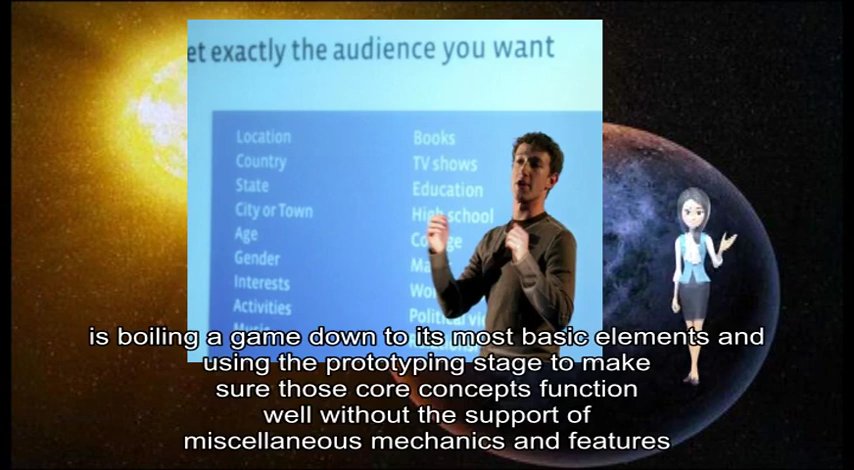 et exactly the audience you want
Location
Country
State
City or Town
Age
Gender
Interests
Activities
Music
Books
TV shows
Education
High school
is boiling a game down to its most basic elements and
using the prototyping stage to make
sure those core concepts function
well without the support of
miscellaneous mechanics and features